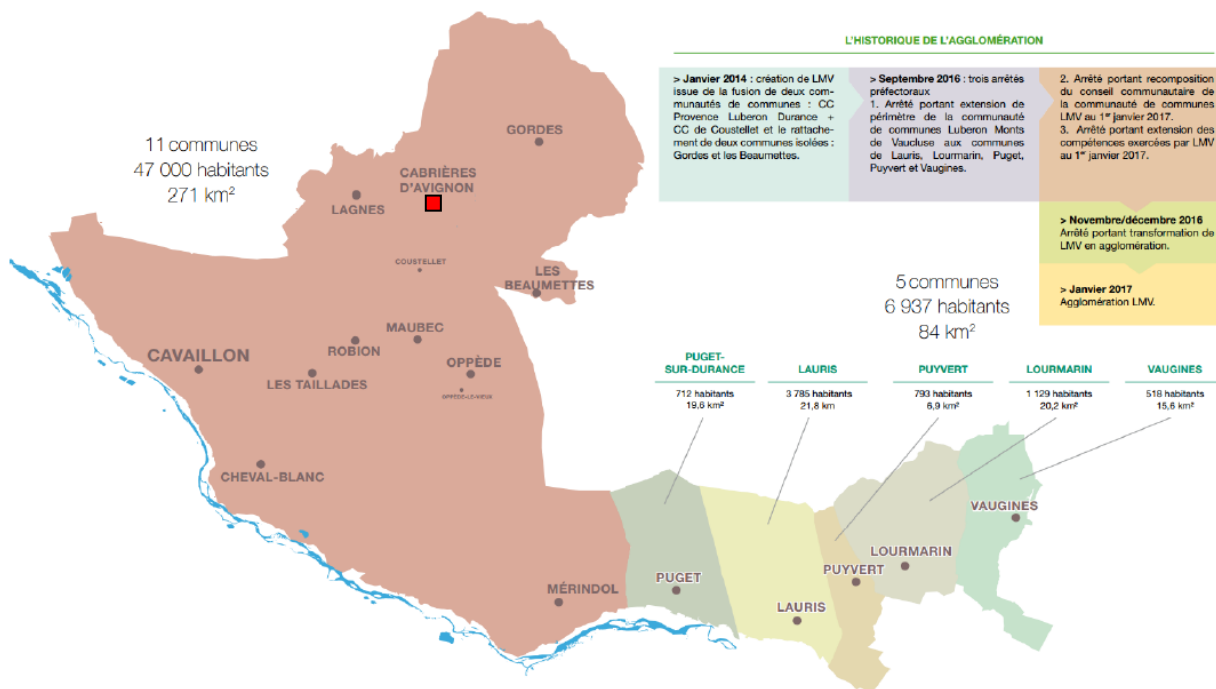 L'HISTORIQUE DE L'AGGLOMÉRATION
> Janvier 2014 : création de LMV
issue de la fusion de deux com-
munautés de communes : CC
Provence Luberon Durance +
CC de Coustellet et le rattache-
ment de deux communes isolées :
Gordes et les Beaumettes.
> Septembre 2016 : trois arrêtés
préfectoraux
1. Arrêté portant extension de
périmètre de la communauté
de communes Luberon Monts
de Vaucluse aux communes
de Lauris, Lourmarin, Puget,
Puyvert et Vaugines.
2. Arrêté portant recomposition
du conseil communautaire de
la communauté de communes
LMV au 1er janvier 2017.
3. Arrêté portant extension des
compétences exercées par LMV
au 1er janvier 2017.
> Novembre/décembre 2016
Arrêté portant transformation de
LMV en agglomération.
> Janvier 2017
Agglomération LMV.
11 communes
47 000 habitants
271 km²
GORDES
CABRIÈRES
D'AVIGNON
LAGNES
COUSTELLET
LES
BEAUMETTES
MAUBEC
ROBION
CAVAILLON
OPPÈDE
LES TAILLADES
OPPÈDE-LE-VIEUX
CHEVAL-BLANC
MÉRINDOL
5 communes
6 937 habitants
84 km²
PUGET-
SUR-DURANCE
712 habitants
19,6 km²
LAURIS
3 785 habitants
21,8 km
PUYVERT
793 habitants
6,9 km²
LOURMARIN
1 129 habitants
20,2 km²
VAUGINES
518 habitants
15,6 km²
VAUGINES
LOURMARIN
PUYVERT
PUGET
LAURIS